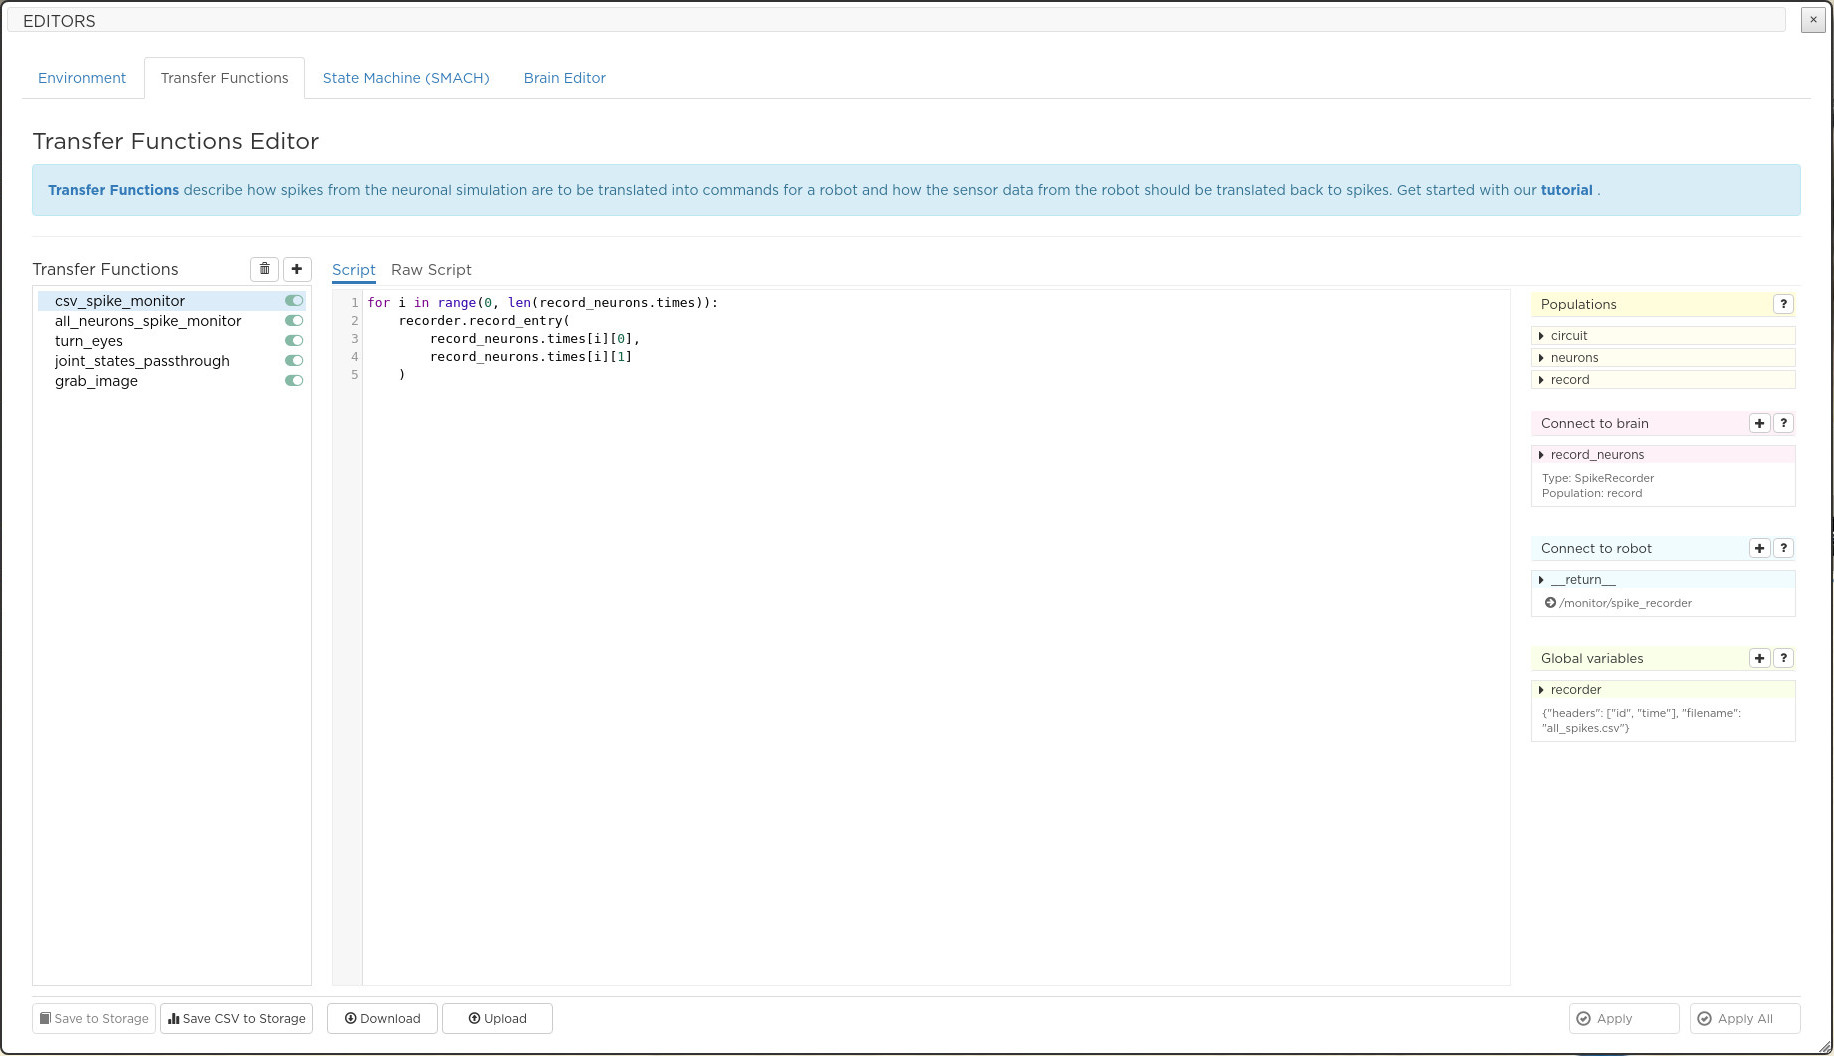 EDITORS
×
Environment
Transfer Functions
State Machine (SMACH)
Brain Editor
Transfer Functions Editor
Transfer Functions describe how spikes from the neuronal simulation are to be translated into commands for a robot and how the sensor data from the robot should be translated back to spikes. Get started with our tutorial .
Transfer Functions
csv_spike_monitor
all_neurons_spike_monitor
turn_eyes
joint_states_passthrough
grab_image
Script Raw Script
1 for i in range(0, len(record_neurons.times)):
2     recorder.record_entry(
3         record_neurons.times[i][0],
4         record_neurons.times[i][1]
5     )
Populations ?
circuit
neurons
record
Connect to brain + ?
record_neurons
Type: SpikeRecorder
Population: record
Connect to robot + ?
__return__
/monitor/spike_recorder
Global variables + ?
recorder
{"headers": ["id", "time"], "filename":
"all_spikes.csv"}
Save to Storage
Save CSV to Storage
Download
Upload
Apply
Apply All